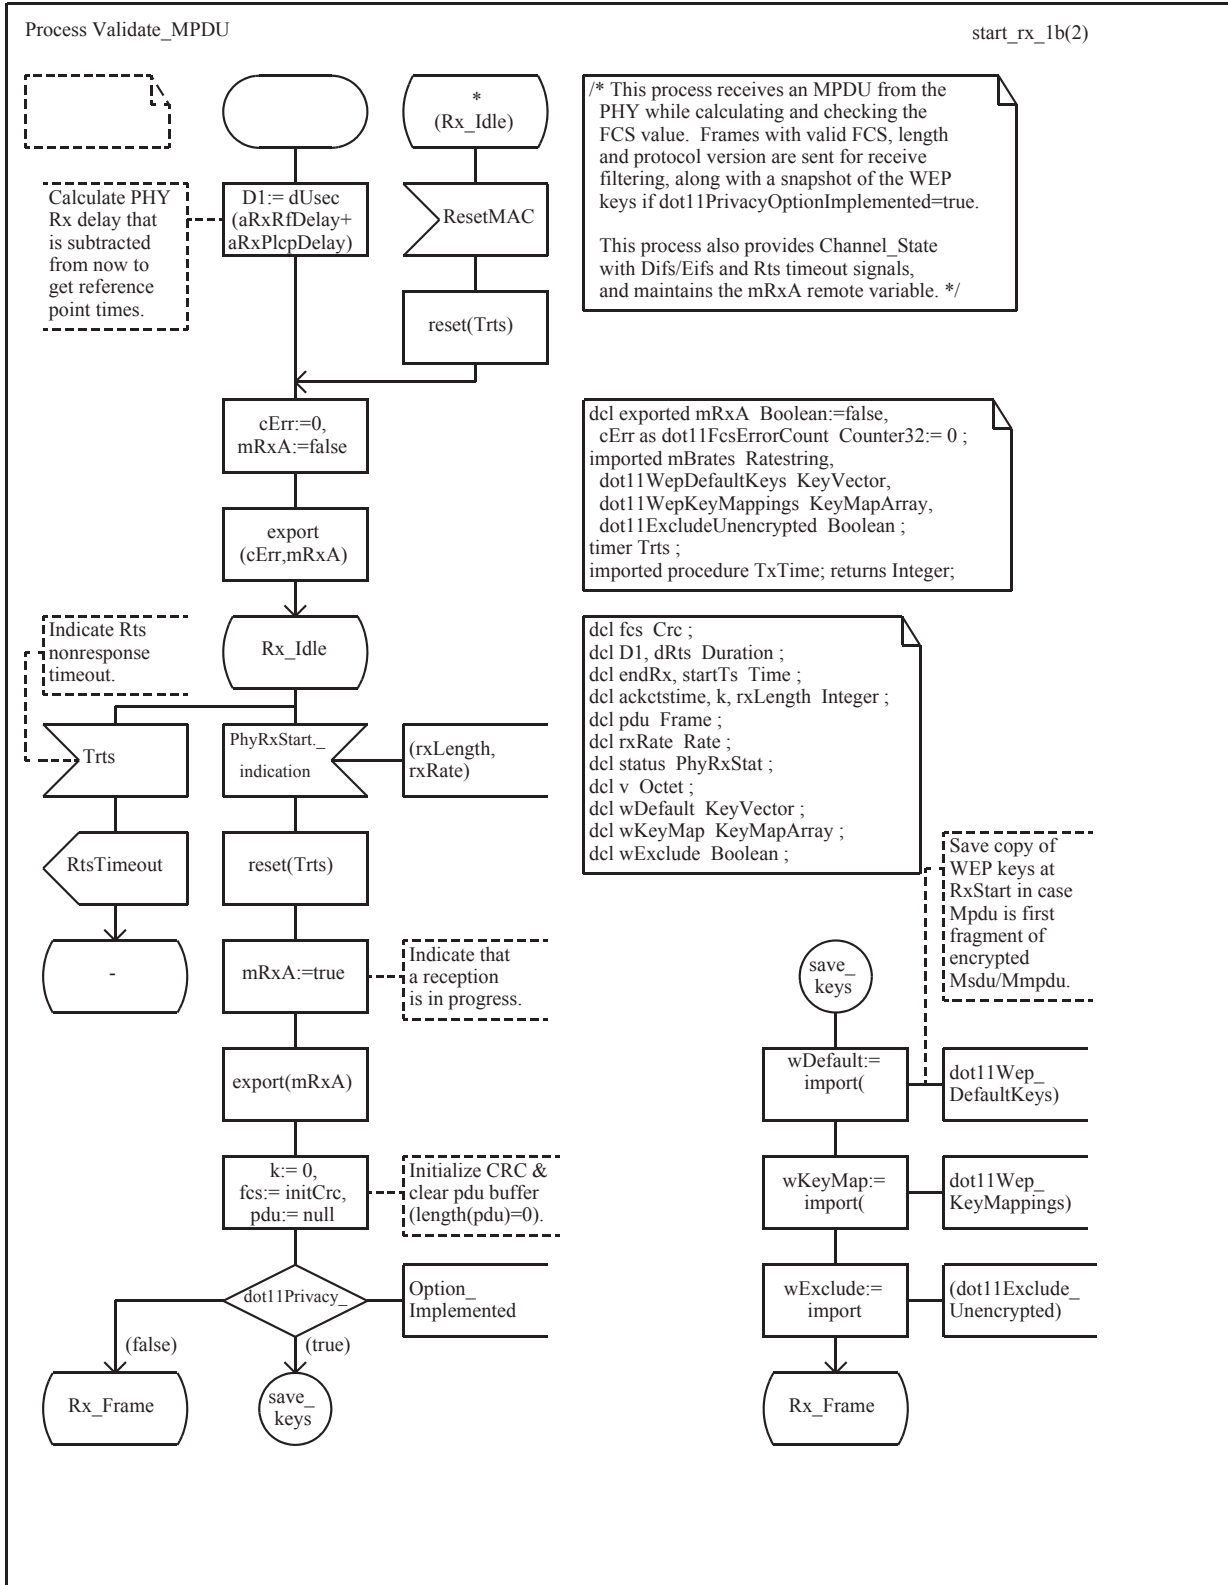 Process Validate_MPDU
start_rx_1b(2)
*
(Rx_Idle)
/* This process receives an MPDU from the
PHY while calculating and checking the
FCS value.  Frames with valid FCS, length
and protocol version are sent for receive
filtering, along with a snapshot of the WEP
keys if dot11PrivacyOptionImplemented=true.
This process also provides Channel_State
with Difs/Eifs and Rts timeout signals,
and maintains the mRxA remote variable. */
Calculate PHY
Rx delay that
is subtracted
from now to
get reference
point times.
D1:= dUsec
(aRxRfDelay+
aRxPlcpDelay)
ResetMAC
reset(Trts)
cErr:=0,
mRxA:=false
export
(cErr,mRxA)
dcl exported mRxA  Boolean:=false,
cErr as dot11FcsErrorCount  Counter32:= 0 ;
imported mBrates  Ratestring,
dot11WepDefaultKeys  KeyVector,
dot11WepKeyMappings  KeyMapArray,
dot11ExcludeUnencrypted  Boolean ;
timer Trts ;
imported procedure TxTime; returns Integer;
Indicate Rts
nonresponse
timeout.
Rx_Idle
dcl fcs  Crc ;
dcl D1, dRts  Duration ;
dcl endRx, startTs  Time ;
dcl ackctstime, k, rxLength  Integer ;
dcl pdu  Frame ;
dcl rxRate  Rate ;
dcl status  PhyRxStat ;
dcl v  Octet ;
dcl wDefault  KeyVector ;
dcl wKeyMap  KeyMapArray ;
dcl wExclude  Boolean ;
Trts
PhyRxStart._
indication
(rxLength,
rxRate)
RtsTimeout
reset(Trts)
-
mRxA:=true
Indicate that
a reception
is in progress.
export(mRxA)
k:= 0,
fcs:= initCrc,
pdu:= null
Initialize CRC &
clear pdu buffer
(length(pdu)=0).
dot11Privacy_
Option_
Implemented
(false)
(true)
Rx_Frame
save_
keys
Save copy of
WEP keys at
RxStart in case
Mpdu is first
fragment of
encrypted
Msdu/Mmpdu.
save_
keys
wDefault:=
import(
dot11Wep_
DefaultKeys)
wKeyMap:=
import(
dot11Wep_
KeyMappings)
wExclude:=
import
(dot11Exclude_
Unencrypted)
Rx_Frame